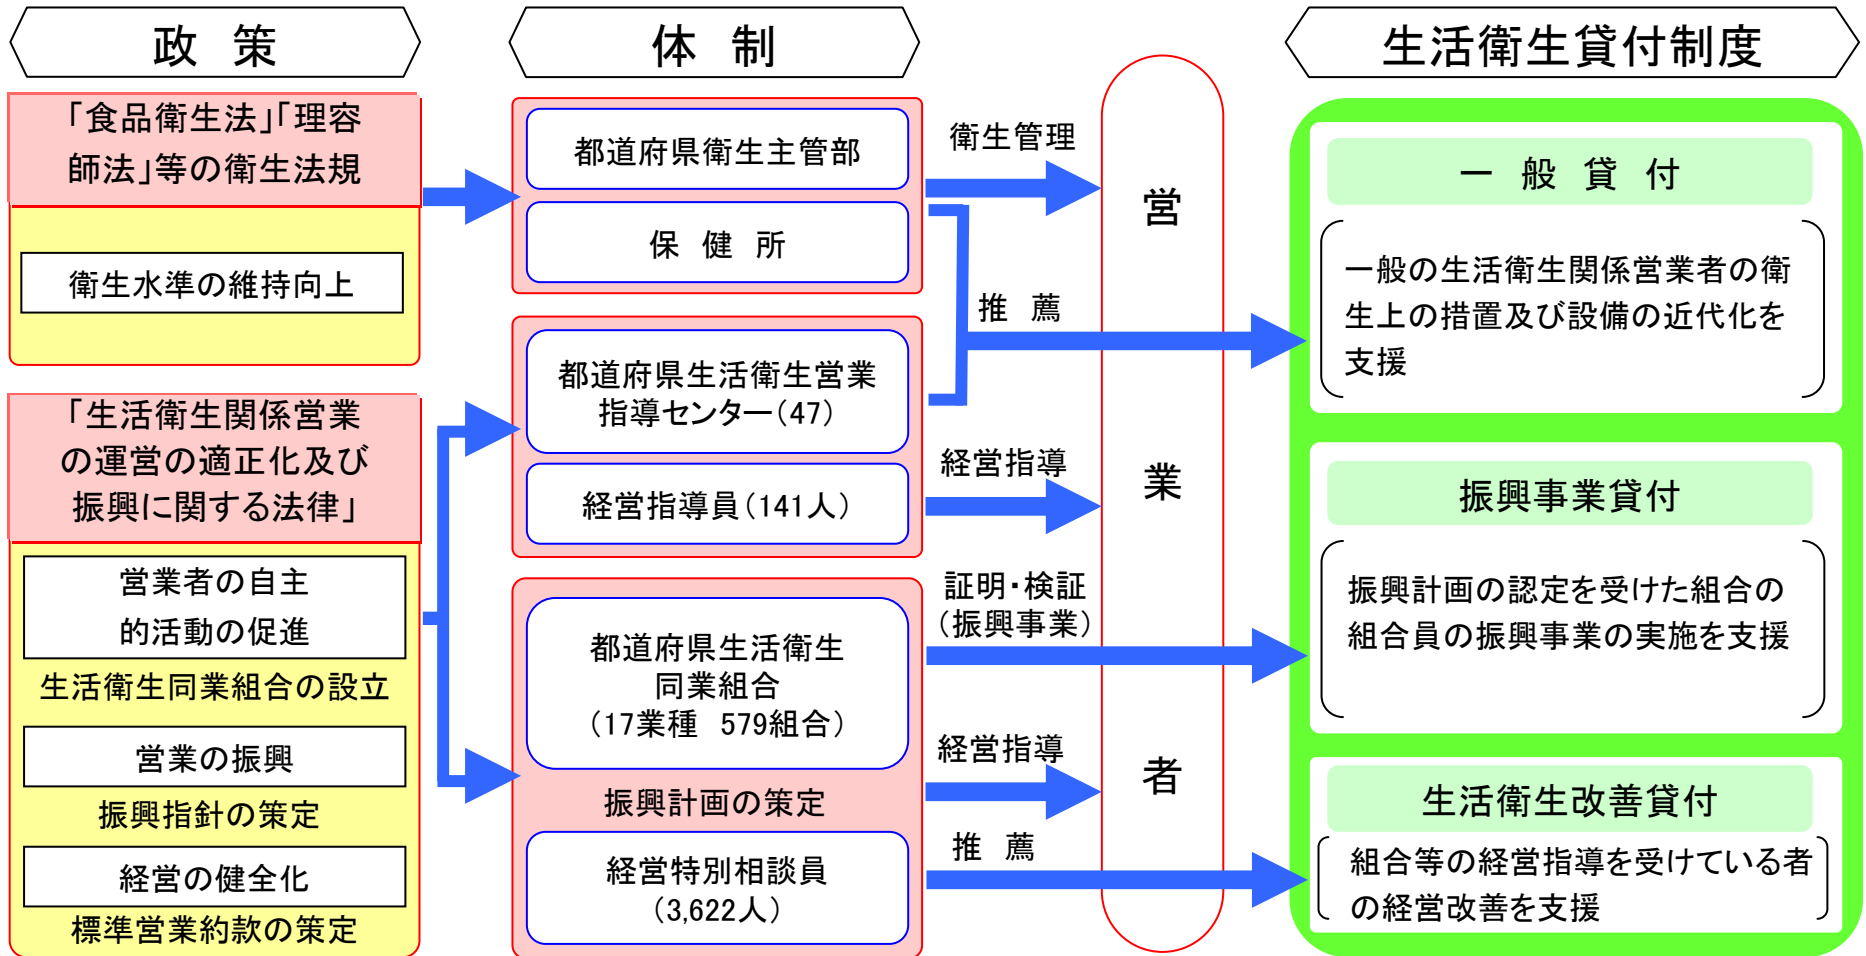 政 策
「食品衛生法」「理容
師法」等の衛生法規
衛生水準の維持向上
「生活衛生関係営業
の運営の適正化及び
振興に関する法律」
営業者の自主
的活動の促進
生活衛生同業組合の設立
営業の振興
振興指針の策定
経営の健全化
標準営業約款の策定
体 制
都道府県衛生主管部
保 健 所
都道府県生活衛生営業
指導センター(47)
経営指導員(141人)
都道府県生活衛生
同業組合
(17業種 579組合)
振興計画の策定
経営特別相談員
(3,622人)
衛生管理
推 薦
経営指導
証明・検証
(振興事業)
経営指導
推 薦
営
業
者
生活衛生貸付制度
一 般 貸 付
一般の生活衛生関係営業者の衛
生上の措置及び設備の近代化を
支援
振興事業貸付
振興計画の認定を受けた組合の
組合員の振興事業の実施を支援
生活衛生改善貸付
組合等の経営指導を受けている者
の経営改善を支援